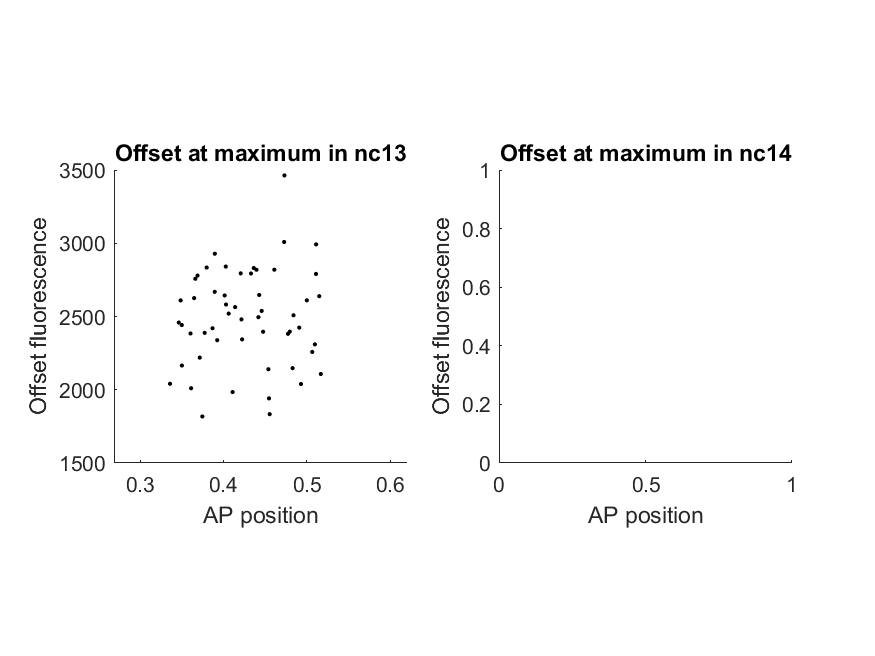 Offset at maximum in nc13
3500
3000
2500
2000
1500
Offset fluorescence
0.3 0.4 0.5 0.6
AP position
Offset at maximum in nc14
1
0.8
0.6
0.4
0.2
0
Offset fluorescence
0 0.5 1
AP position